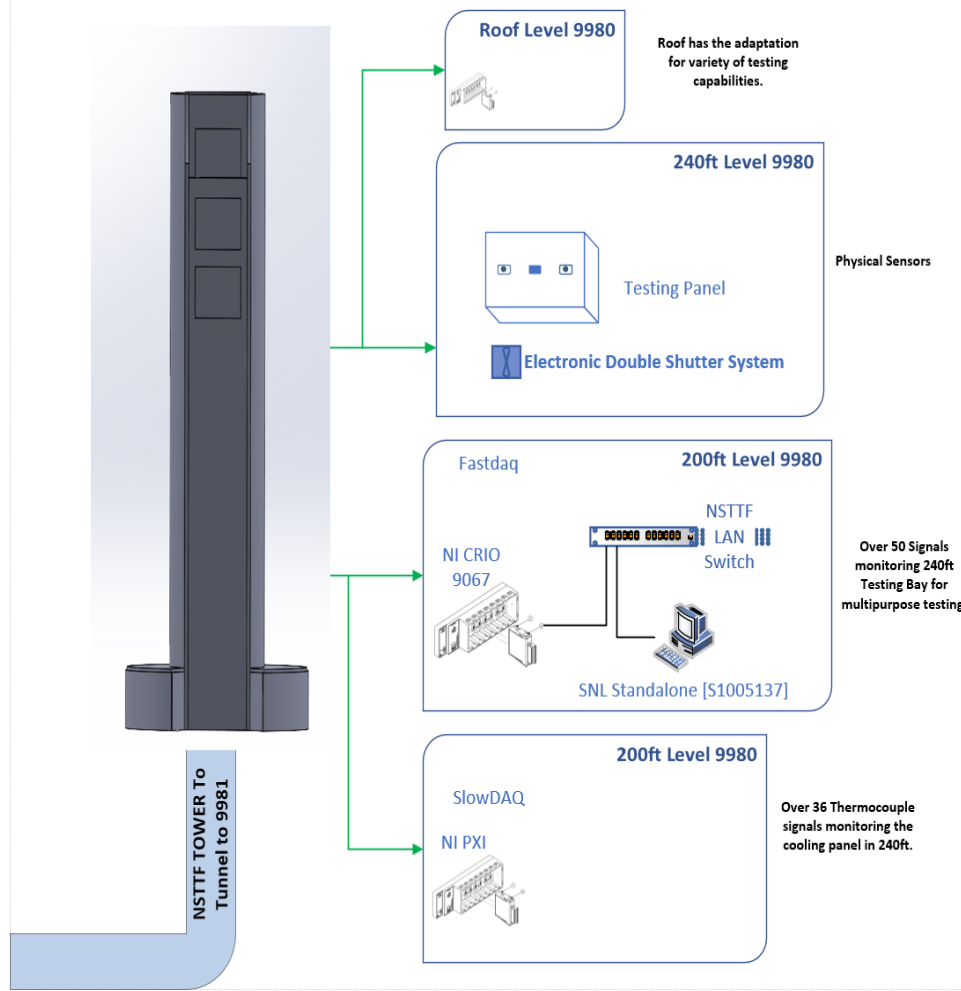 Roof Level 9980
Roof has the adaptation
for variety of testing
capabilities.
240ft Level 9980
Testing Panel
Electronic Double Shutter System
Physical Sensors
200ft Level 9980
Fastdaq
NSTTF
LAN
Switch
NI CRIO
9067
SNL Standalone [S1005137]
Over 50 Signals
monitoring 240ft
Testing Bay for
multipurpose testing
200ft Level 9980
SlowDAQ
NI PXI
Over 36 Thermocouple
signals monitoring the
cooling panel in 240ft.
NSTTF TOWER To
Tunnel to 9981